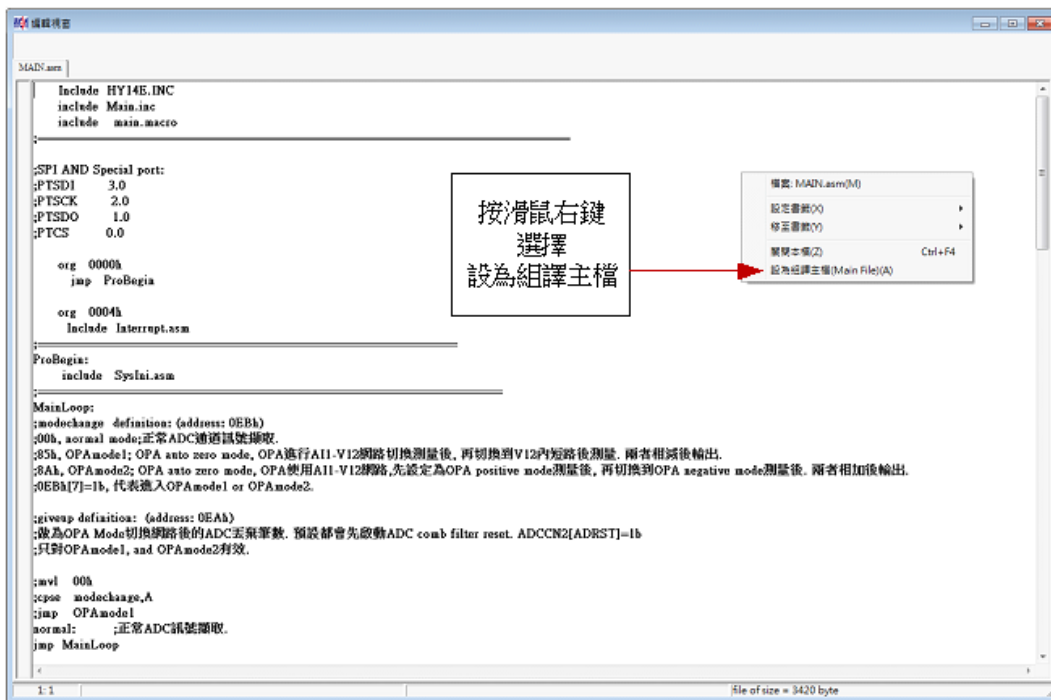 編輯視窗
MAIN.asm
Include HY14E.INC
include Main.inc
include main.macro
;SPI AND Special port:
;PTSDI 3.0
;PTSCK 2.0
;PTSDO 1.0
;PTCS 0.0
org 0000h
jmp ProBegin
org 0004h
Include Interrupt.asm
ProBegin:
include SysIni.asm
MainLoop:
;modechange definition: (address: 0EBh)
;00h, normal mode;正常ADC通道訊號擷取.
;85h, OPAmode1; OPA auto zero mode, OPA進行AI1-V12網路切換測量後, 再切換到V12內短路後測量. 兩者相減後輸出.
;8Ah, OPAmode2; OPA auto zero mode, OPA使用AI1-V12網路,先設定為OPA positive mode測量後, 再切換到OPA negative mode測量後. 兩者相加後輸出.
;0EBh[7]=1b, 代表進入OPAmode1 or OPAmode2.
;giveup definition: (address: 0EAh)
;做為OPA Mode切換網路後的ADC丟棄筆數. 預設都會先啟動ADC comb filter reset. ADCCN2[ADRST]=1b
;只對OPAmode1, and OPAmode2有效.
;mvl 00h
;cpse modechange,A
;jmp OPAmode1
normal: ;正常ADC訊號擷取.
jmp MainLoop
按滑鼠右鍵
選擇
設為組譯主檔
檔案: MAIN.asm(M)
設定書籤(X)
移至書籤(Y)
關閉本檔(Z) Ctrl+F4
設為組譯主檔(Main File)(A)
1: 1
file of size = 3420 byte